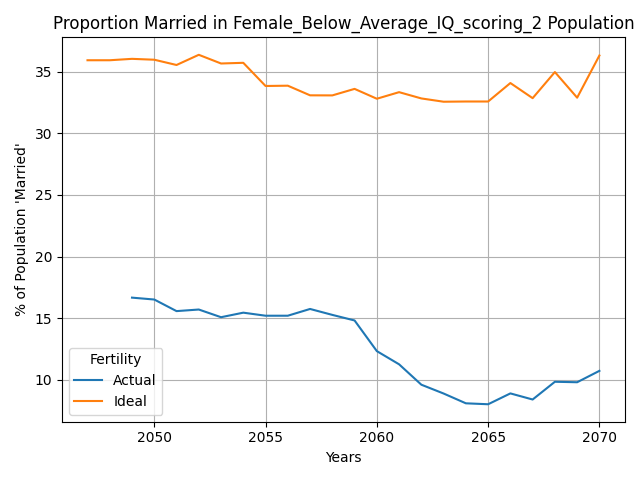 Proportion Married in Female_Below_Average_IQ_scoring_2 Population
% of Population 'Married'
35
30
25
20
15
10
Fertility
Actual
Ideal
2050 2055 2060 2065 2070
Years